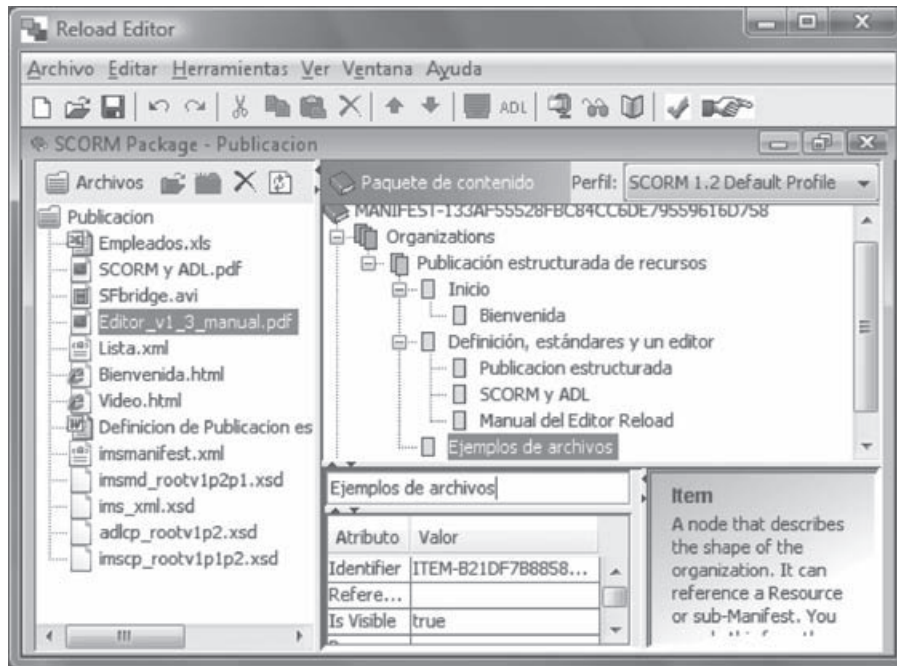 Reload Editor
Archivo Editar Herramientas Ver Ventana Ayuda
ADL
SCORM Package - Publicacion
Archivos
Publicacion
Empleados.xls
SCORM y ADL.pdf
SFbridge.avi
Editor_v1_3_manual.pdf
Lista.xml
Bienvenida.html
Video.html
Definicion de Publicacion es
imsmanifest.xml
imsmd_rootv1p2p1.xsd
ims_xml.xsd
adlcp_rootv1p2.xsd
imscp_rootv1p1p2.xsd
Paquete de contenido Perfil: SCORM 1.2 Default Profile
MANIFEST-133AF55528FBC84CC6DE79559616D758
Organizations
Publicación estructurada de recursos
Inicio
Bienvenida
Definición, estándares y un editor
Publicacion estructurada
SCORM y ADL
Manual del Editor Reload
Ejemplos de archivos
Ejemplos de archivos
Atributo Valor
Identifier ITEM-B21DF7B8858...
Refere...
Is Visible true
Item
A node that describes
the shape of the
organization. It can
reference a Resource
or sub-Manifest. You